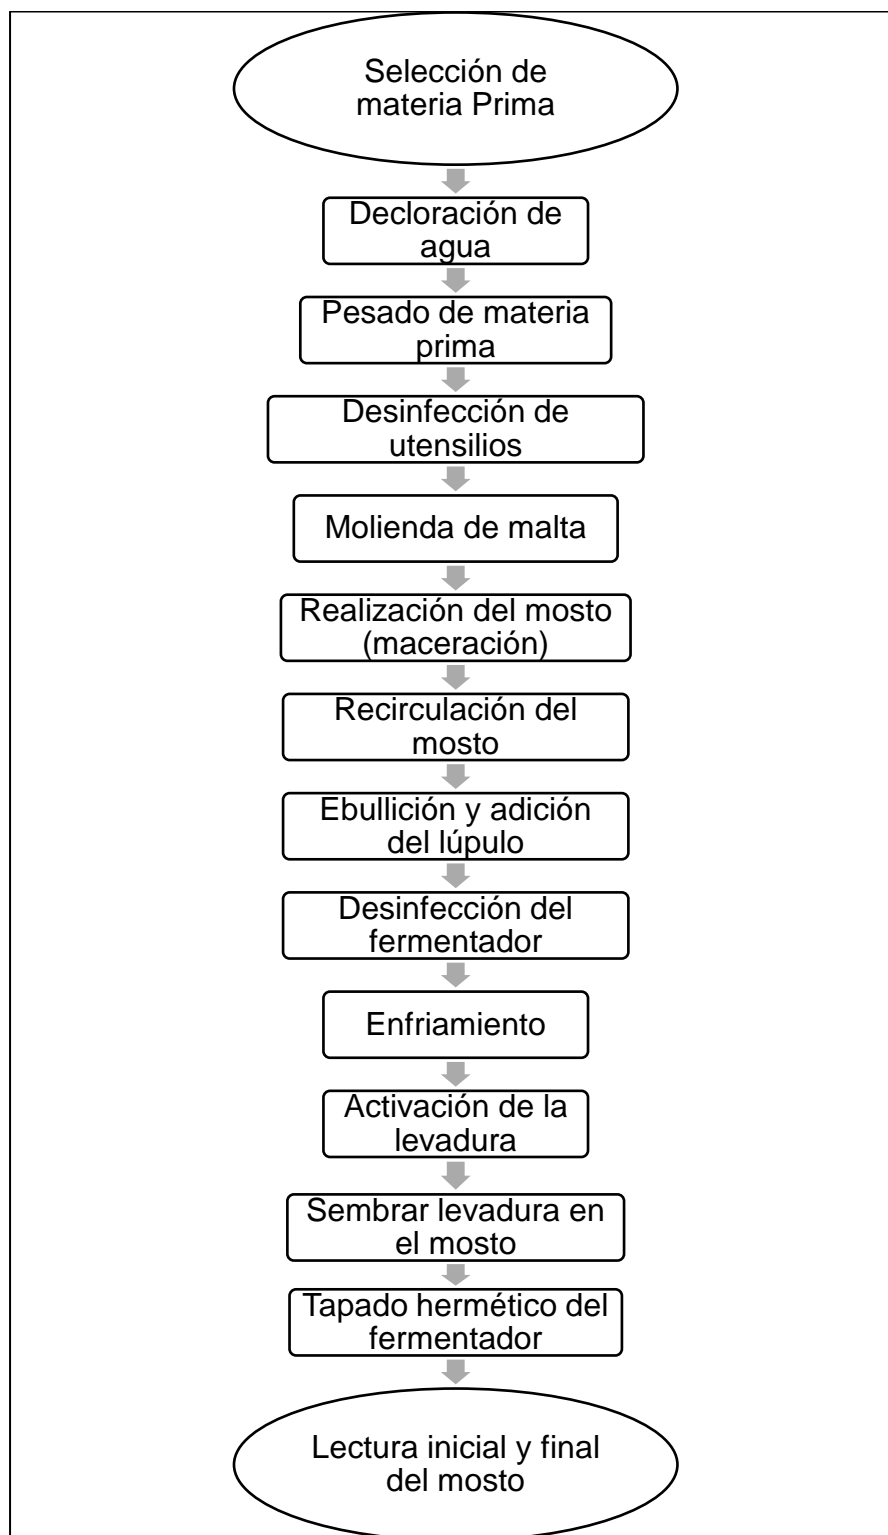 Selección de
materia Prima
Decloración de
agua
Pesado de materia
prima
Desinfección de
utensilios
Molienda de malta
Realización del mosto
(maceración)
Recirculación del
mosto
Ebullición y adición
del lúpulo
Desinfección del
fermentador
Enfriamiento
Activación de la
levadura
Sembrar levadura en
el mosto
Tapado hermético del
fermentador
Lectura inicial y final
del mosto